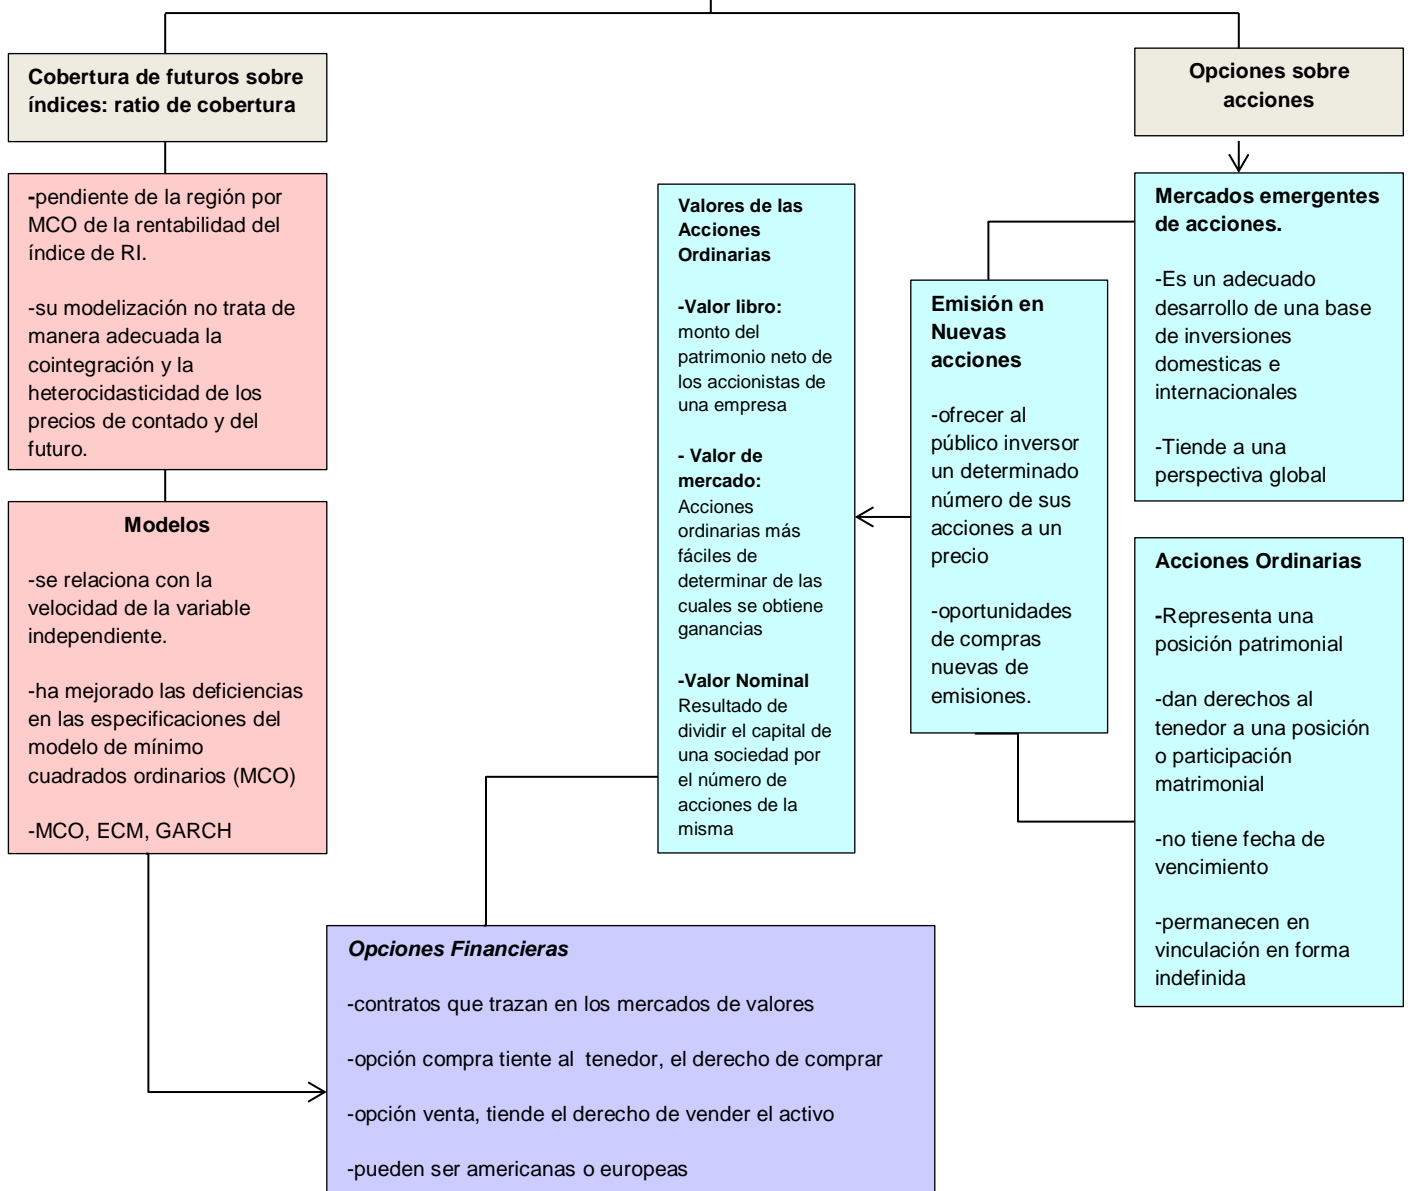 Cobertura de futuros sobre
índices: ratio de cobertura
Opciones sobre
acciones
-pendiente de la región por
MCO de la rentabilidad del
índice de RI.
-su modelización no trata de
manera adecuada la
cointegración y la
heterocidasticidad de los
precios de contado y del
futuro.
Modelos
-se relaciona con la
velocidad de la variable
independiente.
-ha mejorado las deficiencias
en las especificaciones del
modelo de mínimo
cuadrados ordinarios (MCO)
-MCO, ECM, GARCH
Valores de las
Acciones
Ordinarias
-Valor libro:
monto del
patrimonio neto de
los accionistas de
una empresa
- Valor de
mercado:
Acciones
ordinarias más
fáciles de
determinar de las
cuales se obtiene
ganancias
-Valor Nominal
Resultado de
dividir el capital de
una sociedad por
el número de
acciones de la
misma
Emisión en
Nuevas
acciones
-ofrecer al
público inversor
un determinado
número de sus
acciones a un
precio
-oportunidades
de compras
nuevas de
emisiones.
Mercados emergentes
de acciones.
-Es un adecuado
desarrollo de una base
de inversiones
domesticas e
internacionales
-Tiende a una
perspectiva global
Acciones Ordinarias
-Representa una
posición patrimonial
-dan derechos al
tenedor a una posición
o participación
matrimonial
-no tiene fecha de
vencimiento
-permanecen en
vinculación en forma
indefinida
Opciones Financieras
-contratos que trazan en los mercados de valores
-opción compra tiente al tenedor, el derecho de comprar
-opción venta, tiende el derecho de vender el activo
-pueden ser americanas o europeas